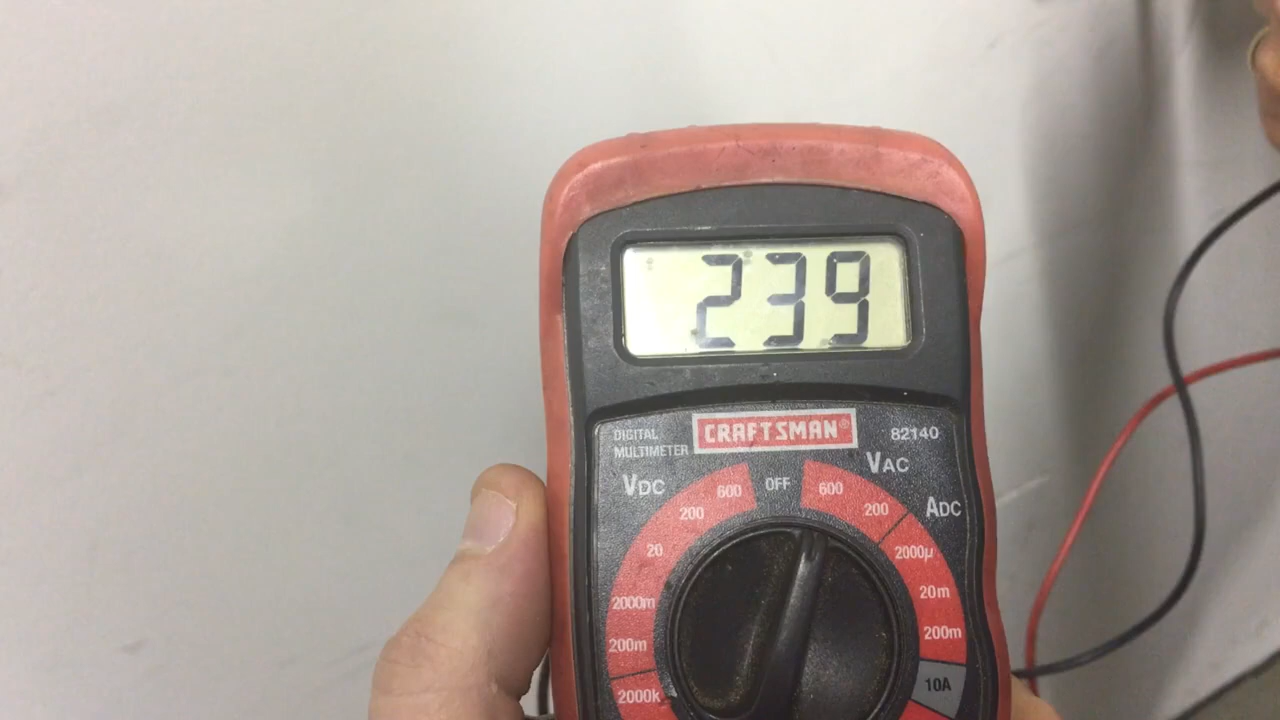 239
DIGITAL
MULTIMETER
CRAFTSMAN®
82140
VDC
600
OFF
600
VAC
200
200
ADC
20
2000µ
2000m
20m
200m
200m
2000k
10A